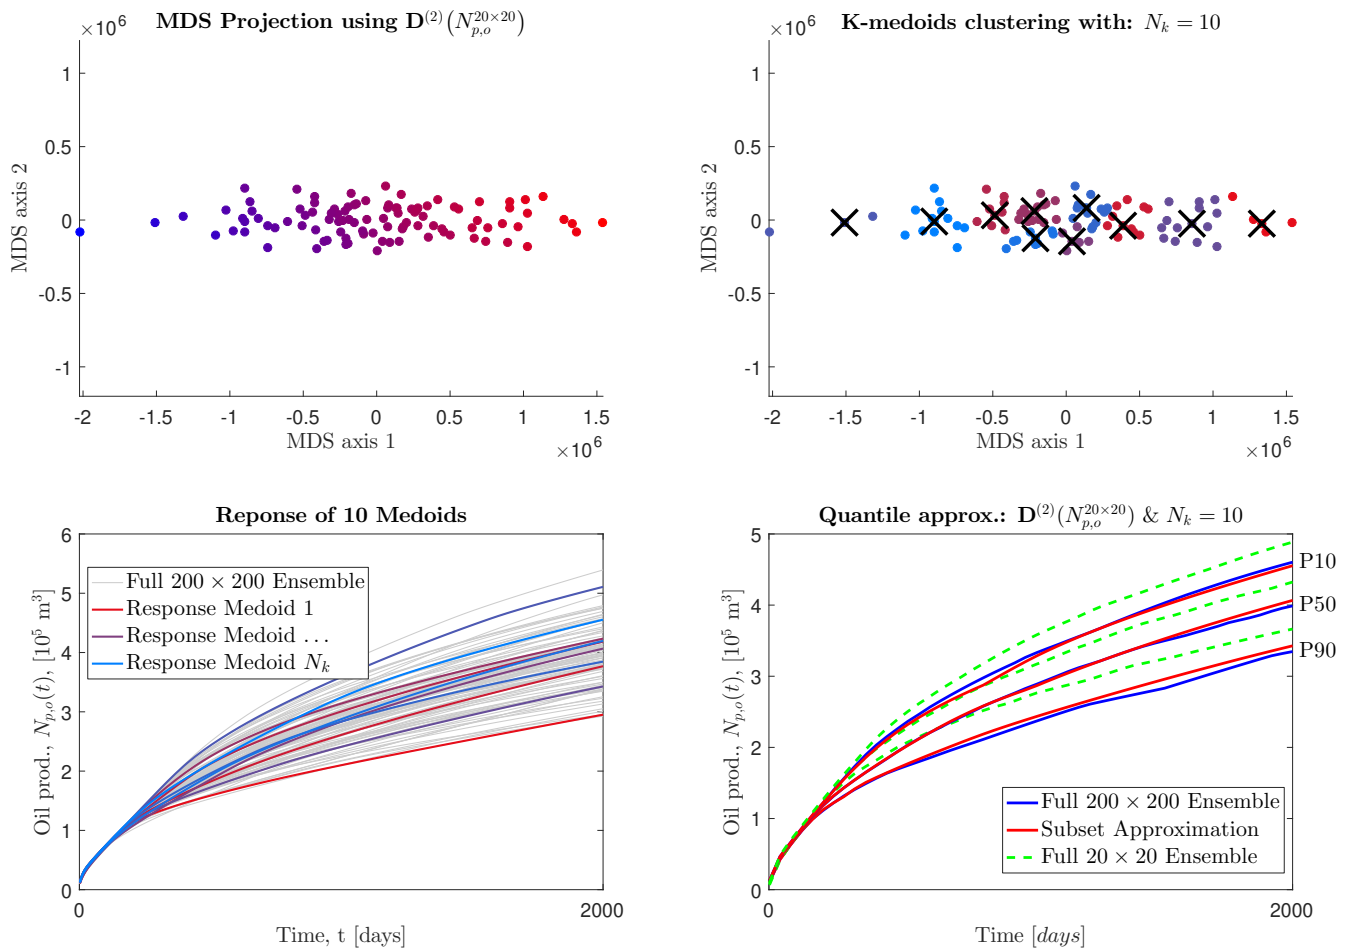 MDS Projection using D^(2)(N_{p,o}^{20×20})
×10^6
1
0.5
0
-0.5
-1
MDS axis 2
-2 -1.5 -1 -0.5 0 0.5 1 1.5
MDS axis 1
×10^6
K-medoids clustering with: N_k = 10
×10^6
1
0.5
0
-0.5
-1
MDS axis 2
-2 -1.5 -1 -0.5 0 0.5 1 1.5
MDS axis 1
×10^6
Reponse of 10 Medoids
6
5
4
3
2
1
0
Oil prod., N_{p,o}(t), [10^5 m^3]
Full 200 × 200 Ensemble
Response Medoid 1
Response Medoid ...
Response Medoid N_k
0 2000
Time, t [days]
Quantile approx.: D^(2)(N_{p,o}^{20×20}) & N_k = 10
5
4
3
2
1
0
Oil prod., N_{p,o}(t), [10^5 m^3]
P10
P50
P90
Full 200 × 200 Ensemble
Subset Approximation
Full 20 × 20 Ensemble
0 2000
Time [days]